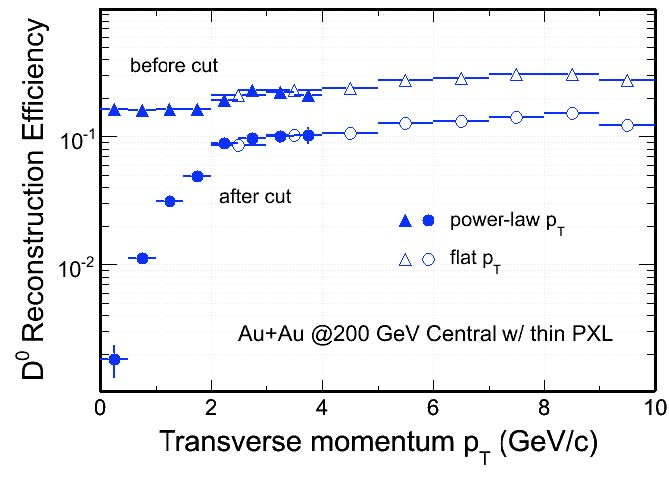 D⁰ Reconstruction Efficiency
before cut
10⁻¹
after cut
power-law p_T
flat p_T
10⁻²
Au+Au @200 GeV Central w/ thin PXL
0 2 4 6 8 10
Transverse momentum p_T (GeV/c)